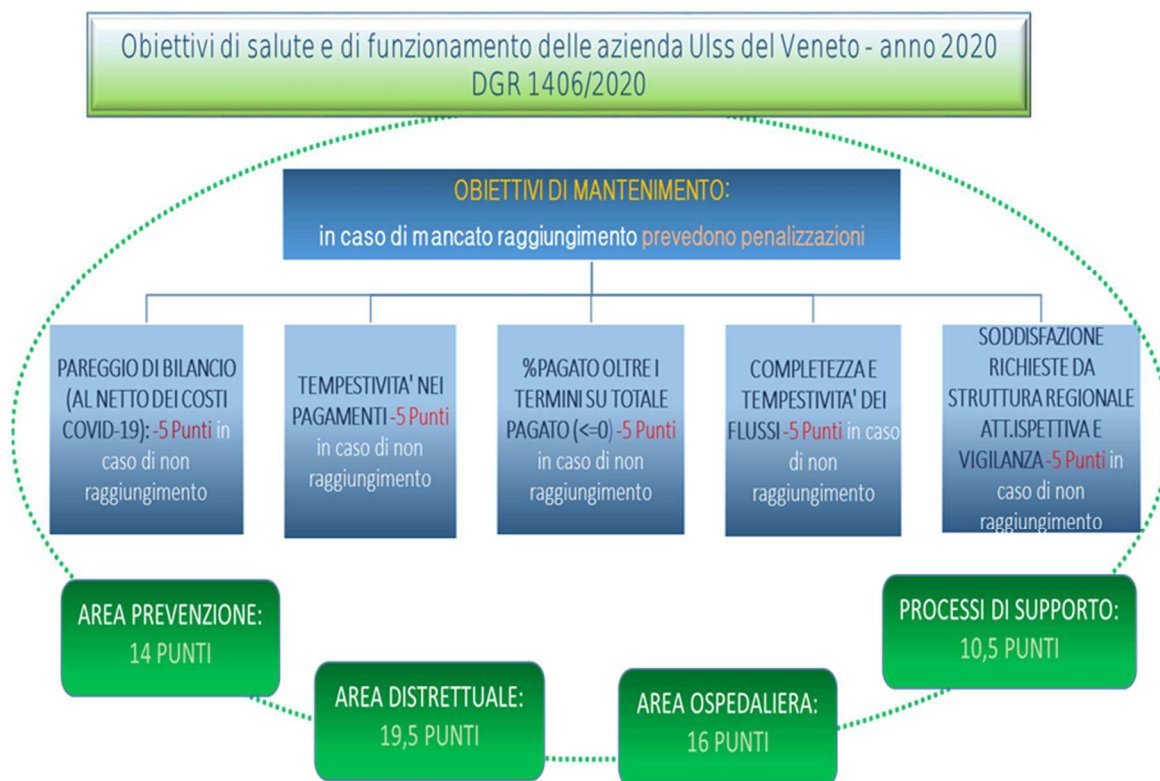 Obiettivi di salute e di funzionamento delle azienda Ulss del Veneto - anno 2020
DGR 1406/2020
OBIETTIVI DI MANTENIMENTO:
in caso di mancato raggiungimento prevedono penalizzazioni
PAREGGIO DI BILANCIO
(AL NETTO DEI COSTI
COVID-19): -5 Punti in
caso di non
raggiungimento
TEMPESTIVITA' NEI
PAGAMENTI -5 Punti
in caso di non
raggiungimento
%PAGATO OLTRE I
TERMINI SU TOTALE
PAGATO (<=0) -5 Punti
in caso di non
raggiungimento
COMPLETEZZA E
TEMPESTIVITA' DEI
FLUSSI -5 Punti in caso
di non
raggiungimento
SODDISFAZIONE
RICHIESTE DA
STRUTTURA REGIONALE
ATT.ISPETTIVA E
VIGILANZA -5 Punti in
caso di non
raggiungimento
AREA PREVENZIONE:
14 PUNTI
AREA DISTRETTUALE:
19,5 PUNTI
AREA OSPEDALIERA:
16 PUNTI
PROCESSI DI SUPPORTO:
10,5 PUNTI